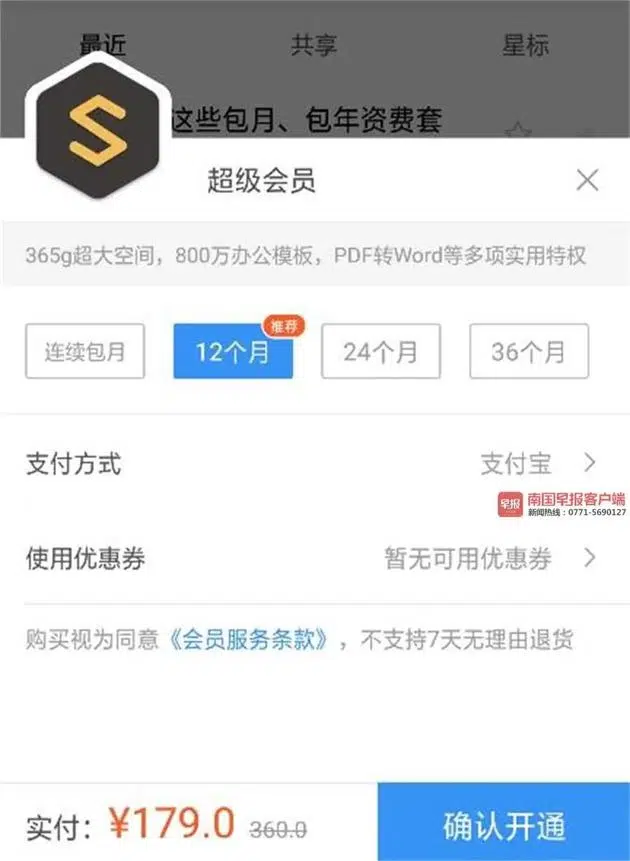 最近 共享 星标
这些包月、包年资费套
S
超级会员
365g超大空间，800万办公模板，PDF转Word等多项实用特权
推荐
连续包月 12个月 24个月 36个月
支付方式 支付宝
早报 南国早报客户端
新闻热线：0771-5690127
使用优惠券 暂无可用优惠券
购买视为同意《会员服务条款》，不支持7天无理由退货
实付：¥179.0 360.0 确认开通